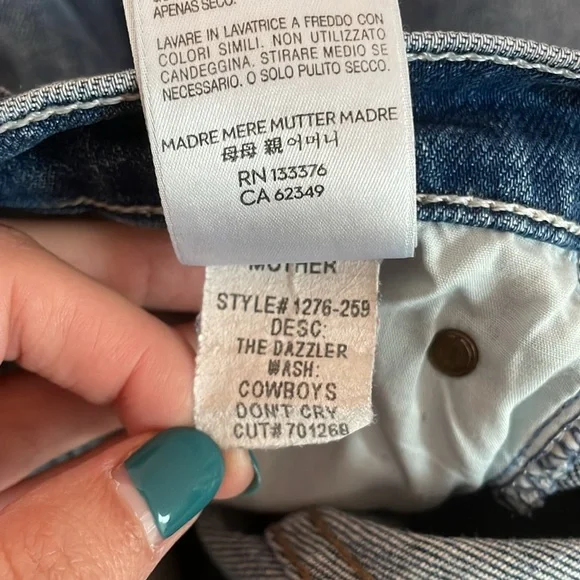 APENAS SECO.
LAVARE IN LAVATRICE A FREDDO CON
COLORI SIMILI. NON UTILIZZARE
CANDEGGINA. STIRARE MEDIO SE
NECESSARIO. O SOLO PULITO SECCO.
MADRE MERE MUTTER MADRE
母母 親 어머니
RN 133376
CA 62349
MOTHER
STYLE# 1276-259
DESC:
THE DAZZLER
WASH:
COWBOYS
DON'T CRY
CUT# 701268